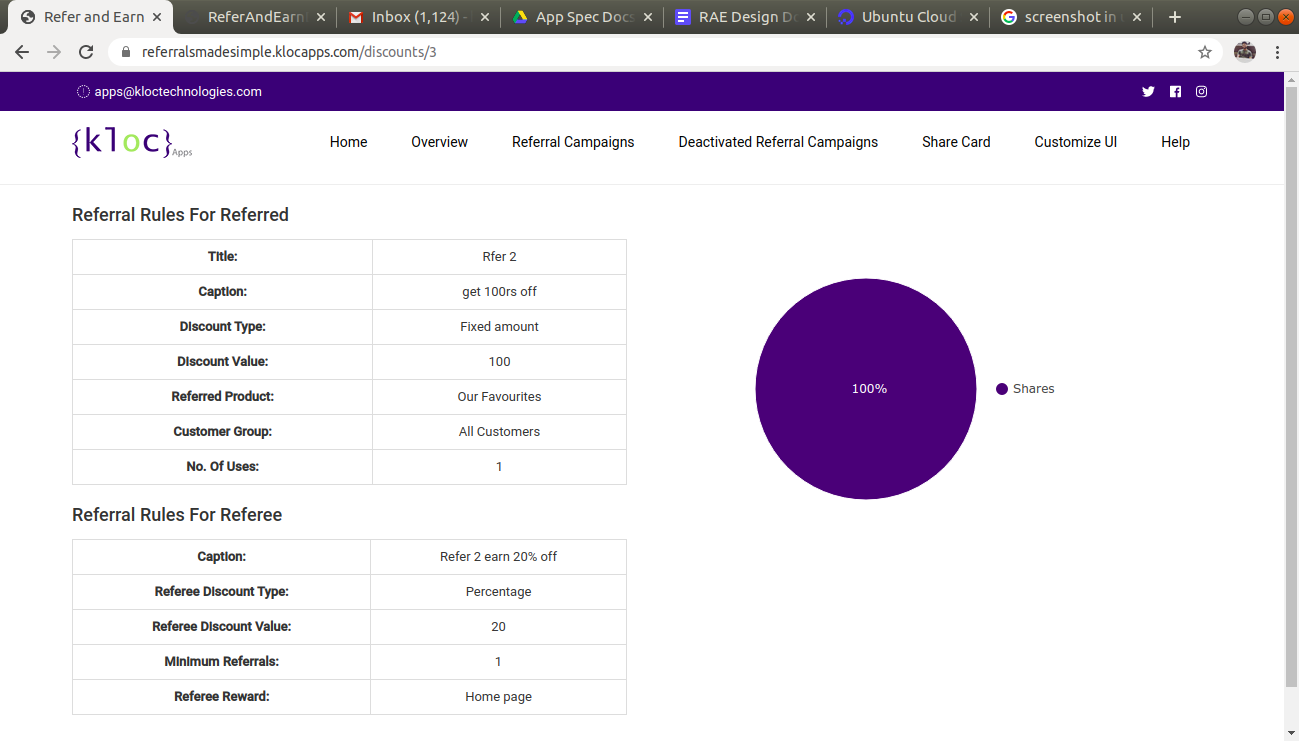 Refer and Earn
ReferAndEarn
Inbox (1,124) -
App Spec Docs
RAE Design Do
Ubuntu Cloud
screenshot in
referralsmadesimple.klocapps.com/discounts/3
apps@kloctechnologies.com
{kloc}Apps
Home
Overview
Referral Campaigns
Deactivated Referral Campaigns
Share Card
Customize UI
Help
Referral Rules For Referred
Title: Rfer 2
Caption: get 100rs off
Discount Type: Fixed amount
Discount Value: 100
Referred Product: Our Favourites
Customer Group: All Customers
No. Of Uses: 1
100%
Shares
Referral Rules For Referee
Caption: Refer 2 earn 20% off
Referee Discount Type: Percentage
Referee Discount Value: 20
Minimum Referrals: 1
Referee Reward: Home page